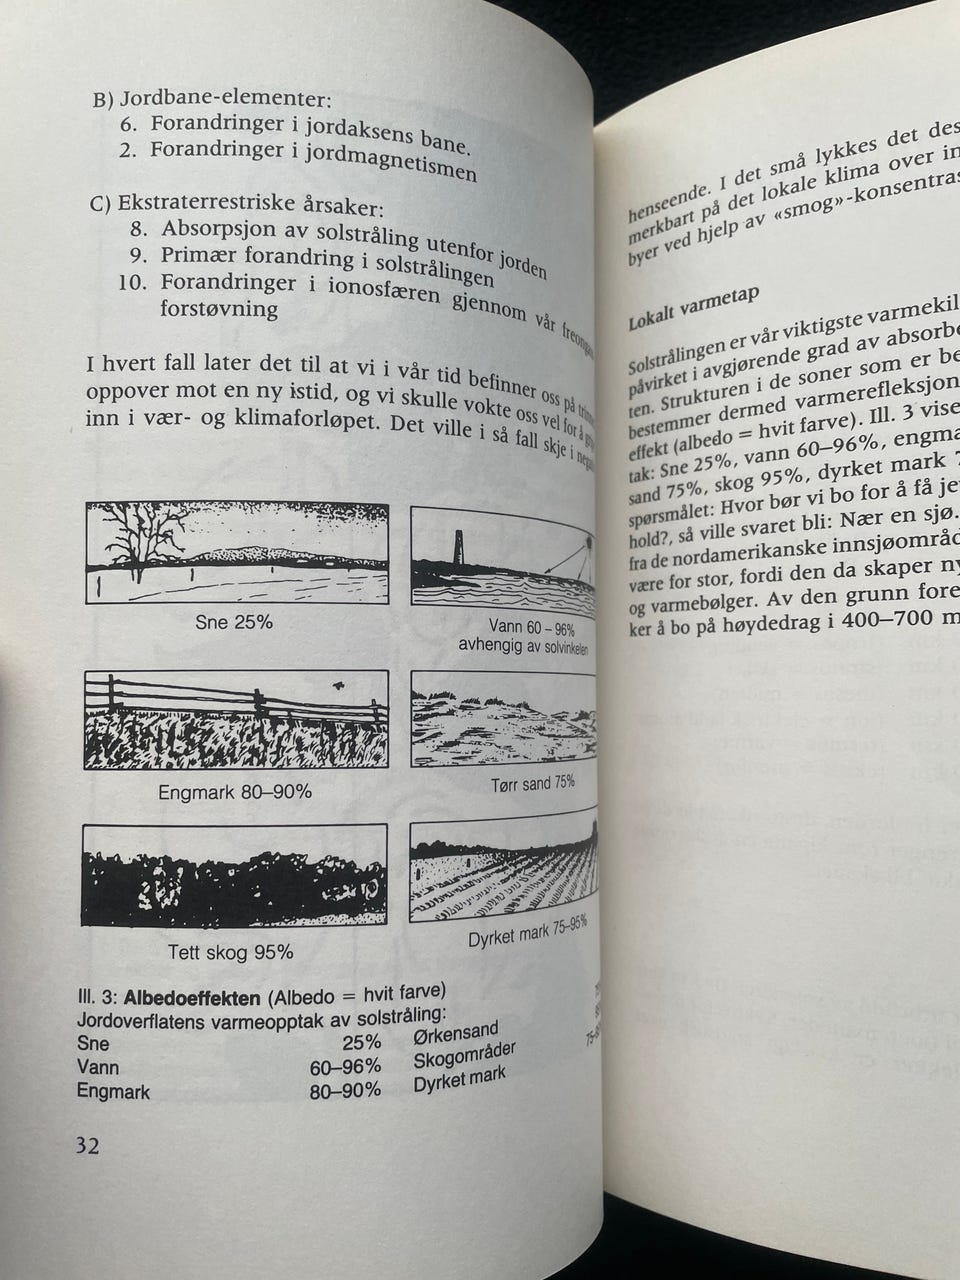 B) Jordbane-elementer:
6. Forandringer i jordaksens bane.
2. Forandringer i jordmagnetismen
C) Ekstraterrestriske årsaker:
8. Absorpsjon av solstråling utenfor jorden
9. Primær forandring i solstrålingen
10. Forandringer i ionosfæren gjennom vår
forstøvning
I hvert fall later det til at vi i vår tid befinner oss på
oppover mot en ny istid, og vi skulle vokte oss vel for å
inn i vær- og klimaforløpet. Det ville i så fall skje i
Sne 25%
Vann 60 – 96%
avhengig av solvinkelen
Engmark 80–90%
Tørr sand 75%
Tett skog 95%
Dyrket mark 75–95%
Ill. 3: Albedoeffekten (Albedo = hvit farve)
Jordoverflatens varmeopptak av solstråling:
Sne 25% Ørkensand
Vann 60–96% Skogområder
Engmark 80–90% Dyrket mark
32
henseende. I det små lykkes det
merkbart på det lokale klima over
byer ved hjelp av «smog»-
Lokalt varmetap
Solstrålingen er vår viktigste
påvirket i avgjørende grad av
ten. Strukturen i de soner som er
bestemmer dermed varmerefleksjon
effekt (albedo = hvit farve). Ill. 3
tak: Sne 25%, vann 60–96%,
sand 75%, skog 95%, dyrket mark
spørsmålet: Hvor bør vi bo for å få
hold?, så ville svaret bli: Nær en sjø.
fra de nordamerikanske
være for stor, fordi den da skaper
og varmebølger. Av den grunn
ker å bo på høydedrag i 400–700 m